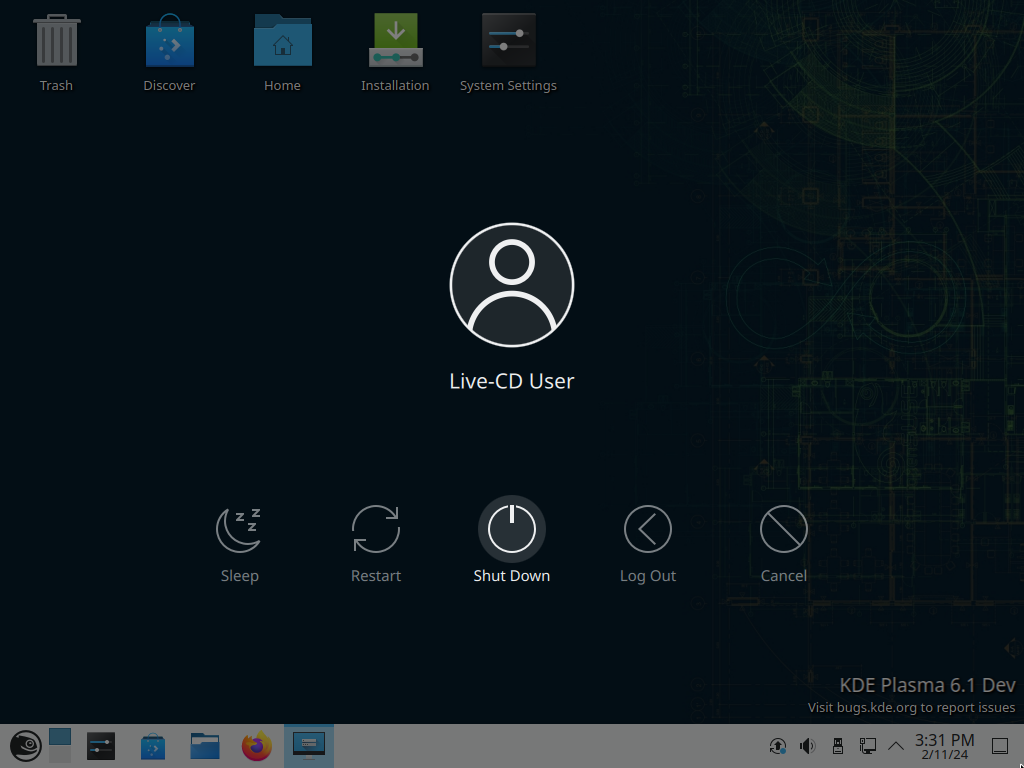 Trash
Discover
Home
Installation
System Settings
Live-CD User
z z z
Sleep
Restart
Shut Down
Log Out
Cancel
KDE Plasma 6.1 Dev
Visit bugs.kde.org to report issues
3:31 PM
2/11/24